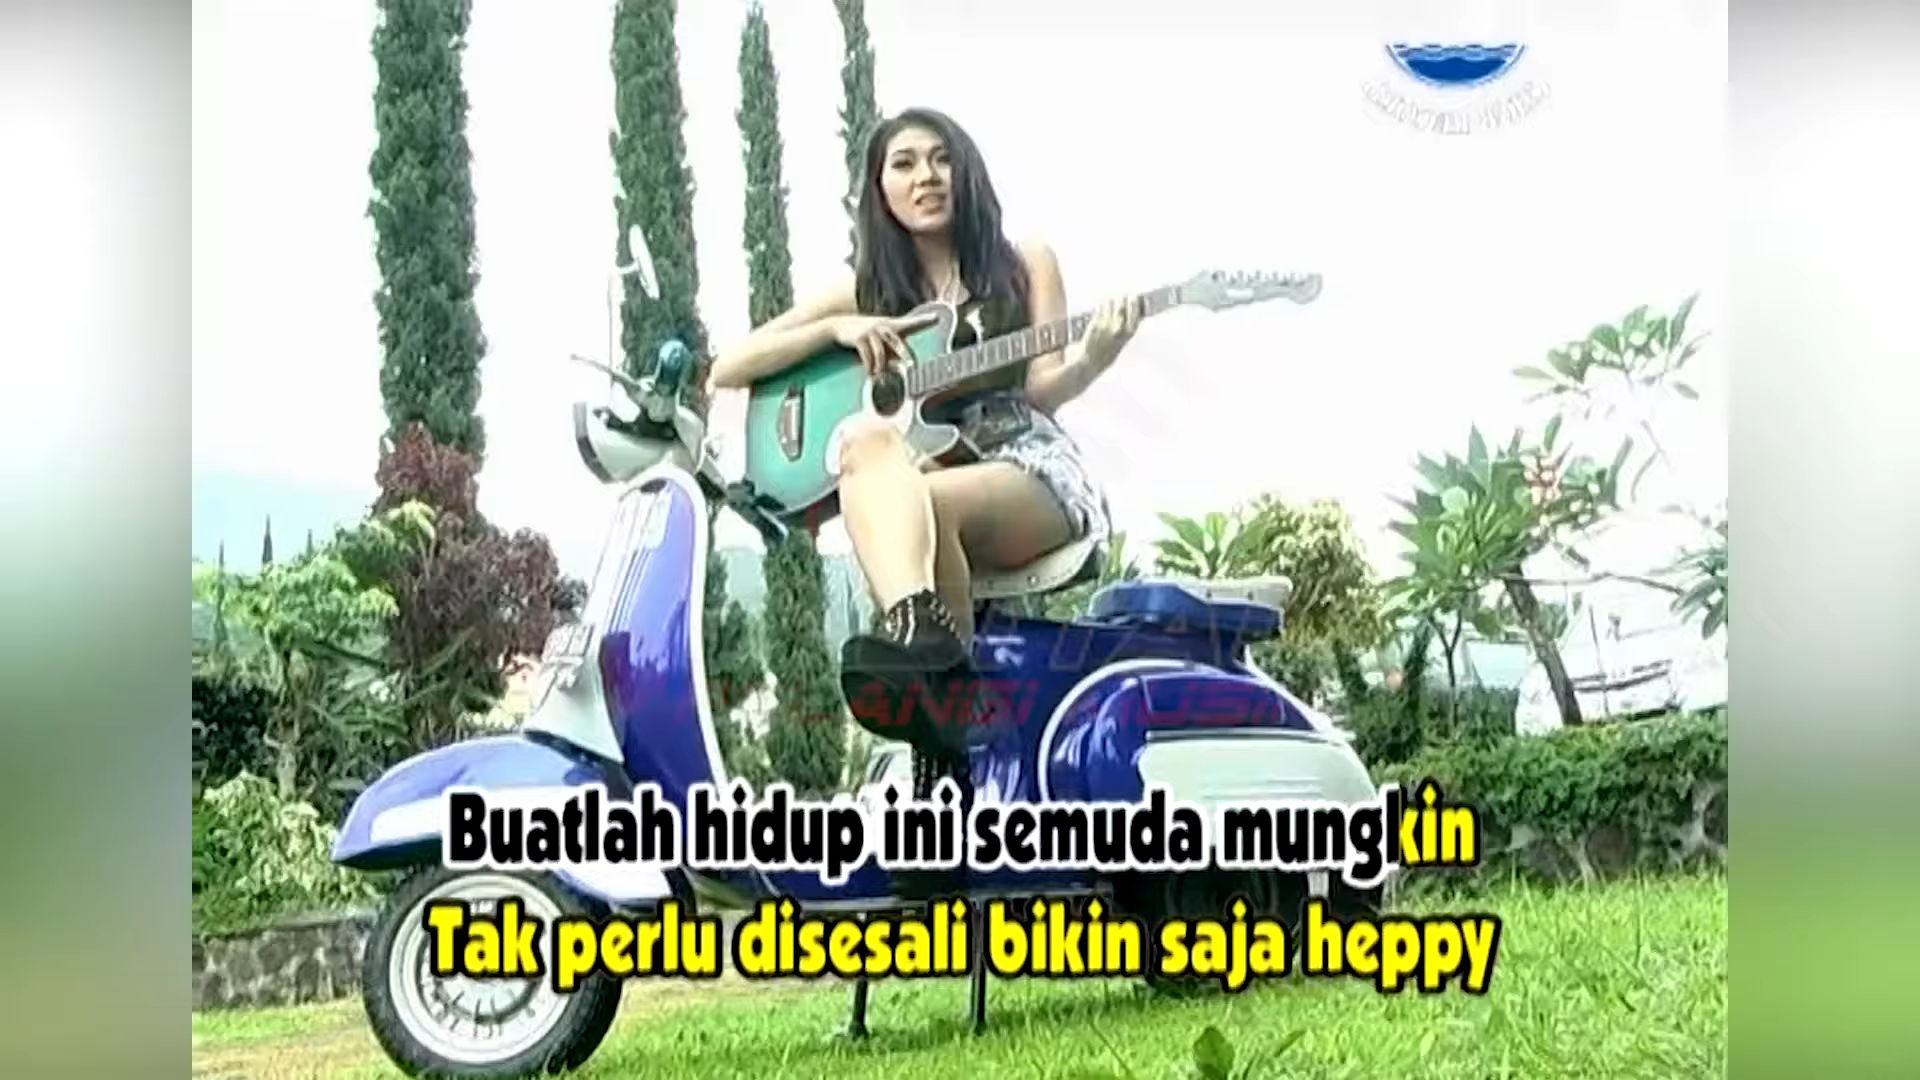 Buatlah hidup ini semuda mungkin
Tak perlu disesali bikin saja heppy